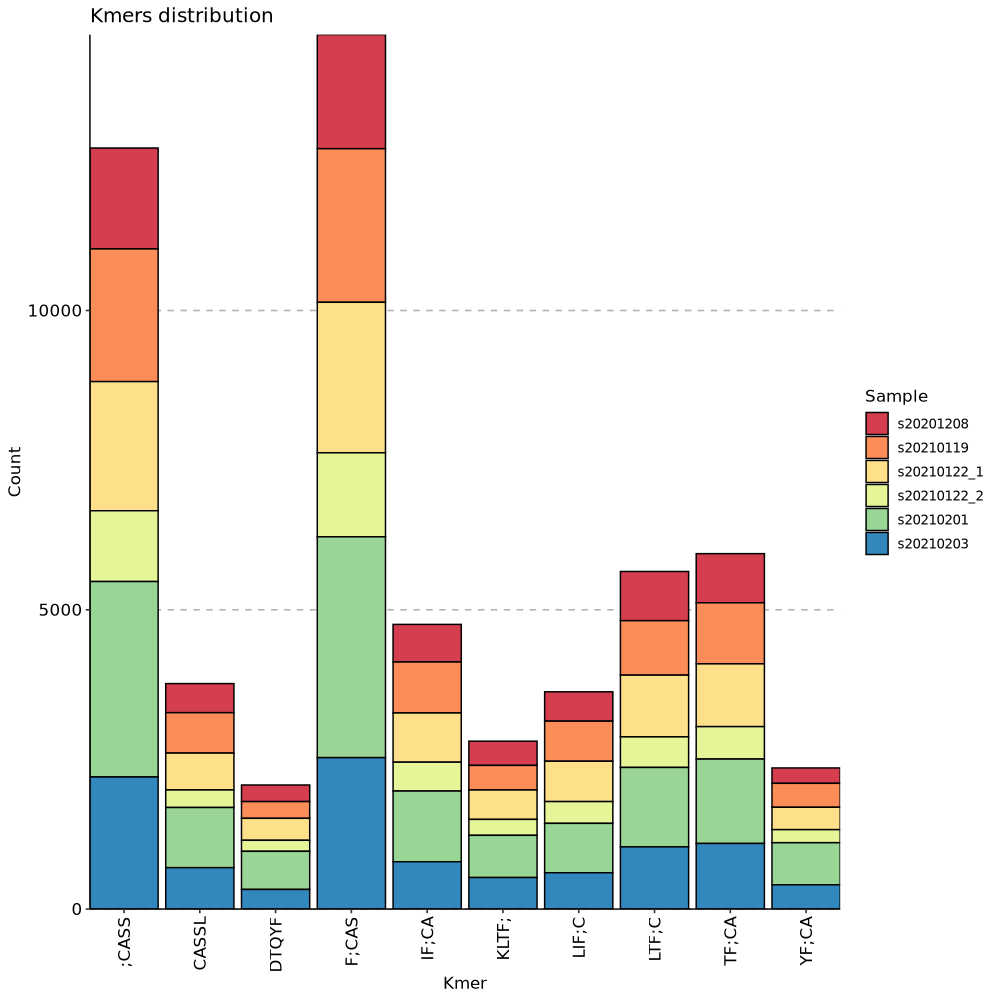 Kmers distribution
Count
10000
5000
0
;CASS
CASSL
DTQYF
F;CAS
IF;CA
KLTF;
LIF;C
LTF;C
TF;CA
YF;CA
Kmer
Sample
s20201208
s20210119
s20210122_1
s20210122_2
s20210201
s20210203